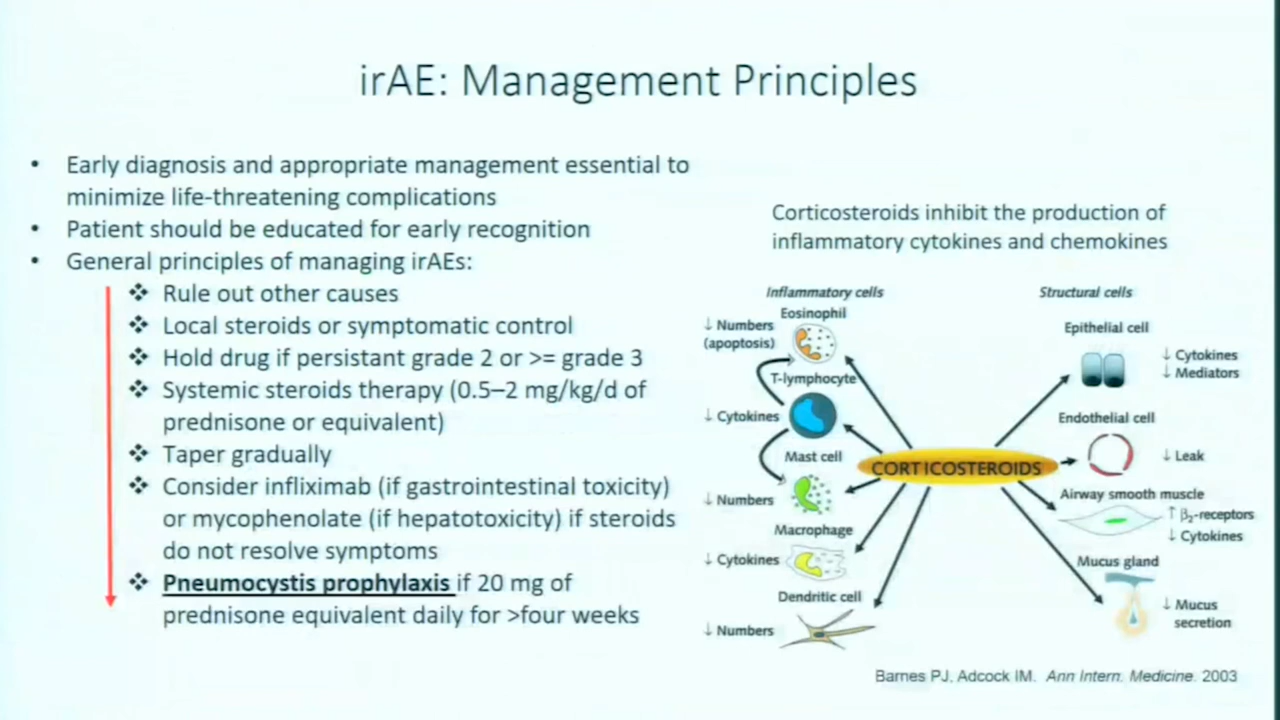 irAE: Management Principles
• Early diagnosis and appropriate management essential to
minimize life-threatening complications
• Patient should be educated for early recognition
• General principles of managing irAEs:
❖ Rule out other causes
❖ Local steroids or symptomatic control
❖ Hold drug if persistant grade 2 or >= grade 3
❖ Systemic steroids therapy (0.5–2 mg/kg/d of
prednisone or equivalent)
❖ Taper gradually
❖ Consider infliximab (if gastrointestinal toxicity)
or mycophenolate (if hepatotoxicity) if steroids
do not resolve symptoms
❖ Pneumocystis prophylaxis if 20 mg of
prednisone equivalent daily for >four weeks
Corticosteroids inhibit the production of
inflammatory cytokines and chemokines
Inflammatory cells
Eosinophil
↓ Numbers
(apoptosis)
T-lymphocyte
↓ Cytokines
Mast cell
↓ Numbers
Macrophage
↓ Cytokines
Dendritic cell
↓ Numbers
CORTICOSTEROIDS
Structural cells
Epithelial cell
↓ Cytokines
↓ Mediators
Endothelial cell
↓ Leak
Airway smooth muscle
↑ β₂-receptors
↓ Cytokines
Mucus gland
↓ Mucus
secretion
Barnes PJ, Adcock IM. Ann Intern. Medicine. 2003